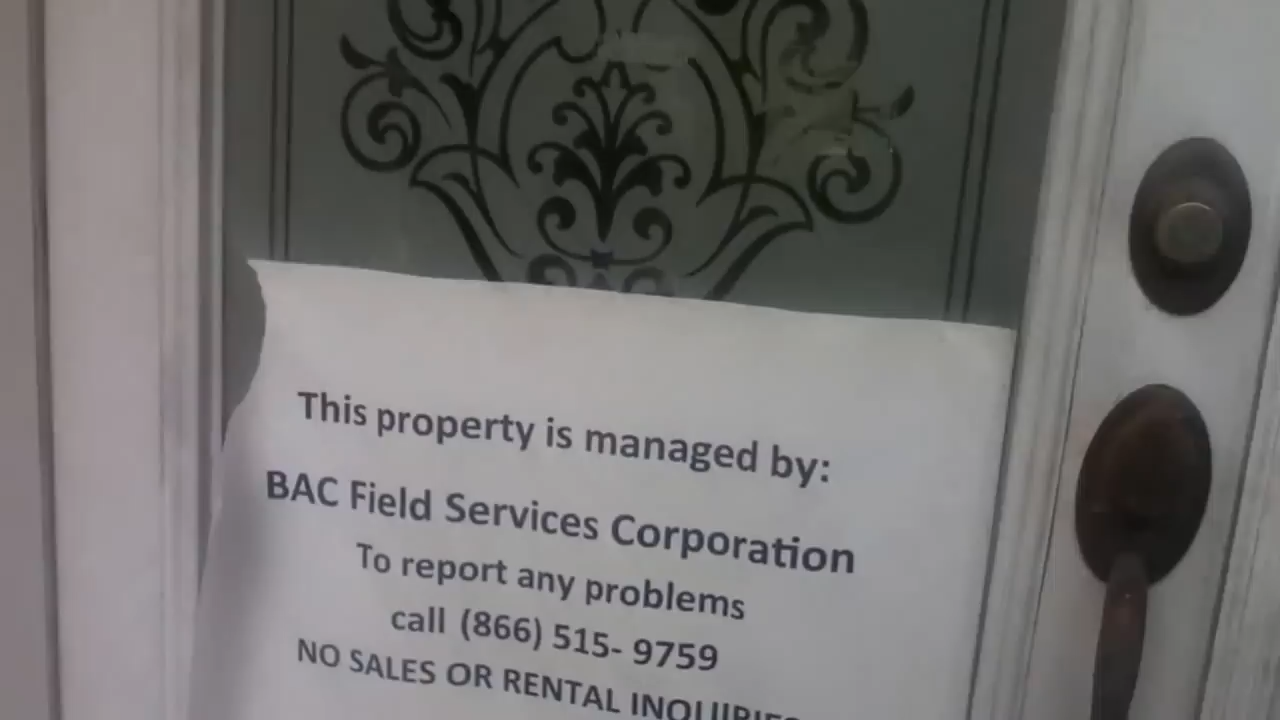 This property is managed by:
BAC Field Services Corporation
To report any problems
call (866) 515- 9759
NO SALES OR RENTAL INQUIRIES